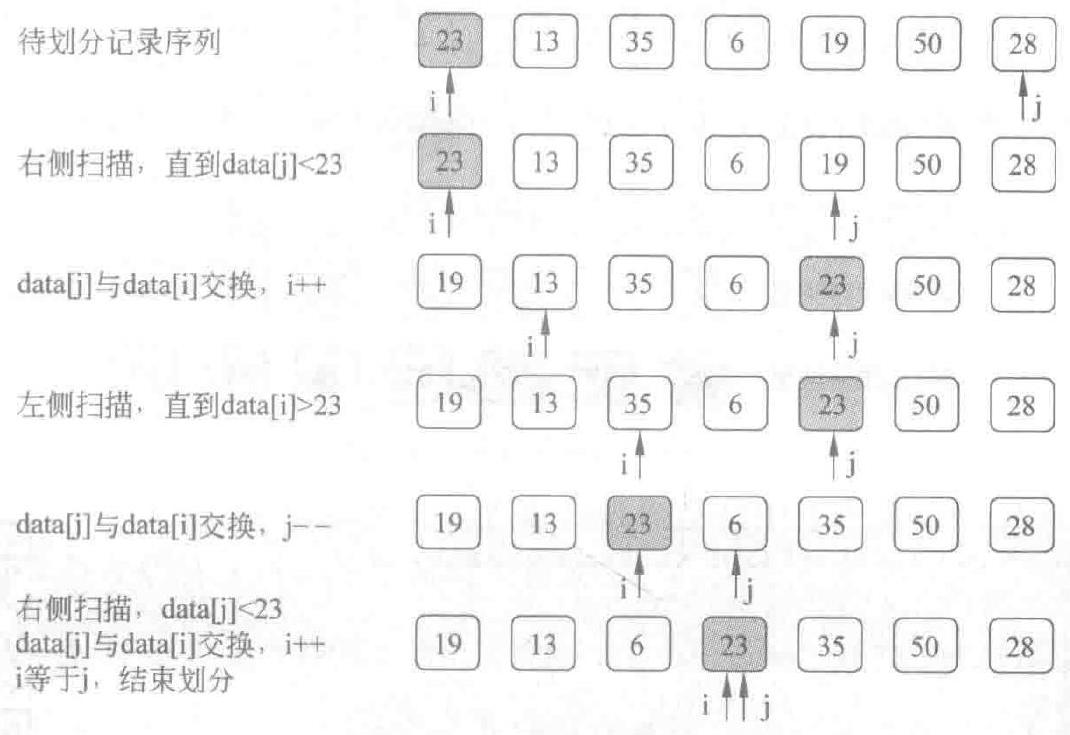 待划分记录序列 23 13 35 6 19 50 28
i j
右侧扫描，直到data[j]<23 23 13 35 6 19 50 28
i j
data[j]与data[i]交换，i++ 19 13 35 6 23 50 28
i j
左侧扫描，直到data[i]>23 19 13 35 6 23 50 28
i j
data[j]与data[i]交换，j-- 19 13 23 6 35 50 28
i j
右侧扫描，data[j]<23
data[j]与data[i]交换，i++ 19 13 6 23 35 50 28
i等于j，结束划分
i j